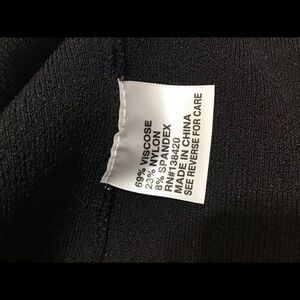 69% VISCOSE
23% NYLON
8% SPANDEX
RN#138420
MADE IN CHINA
SEE REVERSE FOR CARE